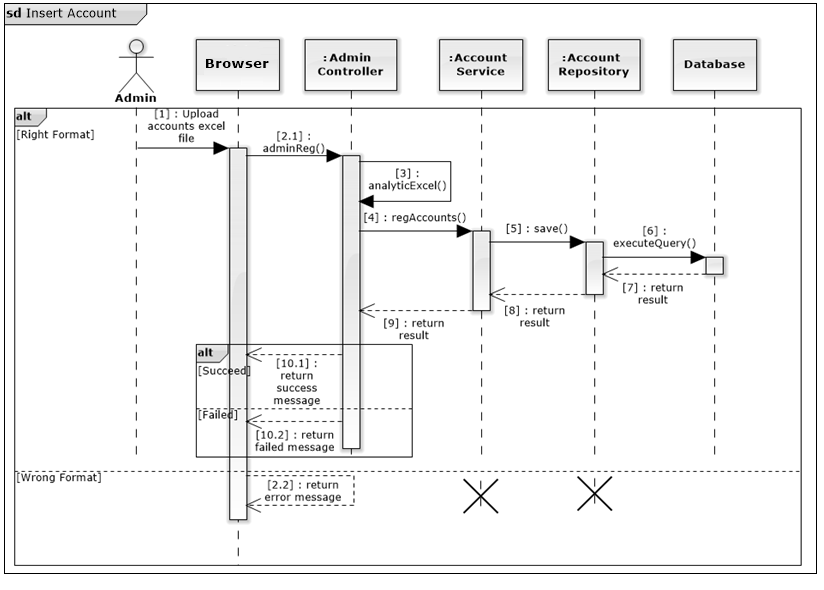 sd Insert Account
Browser
: Admin
Controller
:Account
Service
:Account
Repository
Database
Admin
alt
[Right Format]
[1] : Upload
accounts excel
file
[2.1] :
adminReg()
[3] :
analyticExcel()
[4] : regAccounts()
[5] : save()
[6] :
executeQuery()
[7] : return
result
[8] : return
result
[9] : return
result
alt
[Succeed]
[10.1] :
return
success
message
[Failed]
[10.2] : return
failed message
[Wrong Format]
[2.2] : return
error message